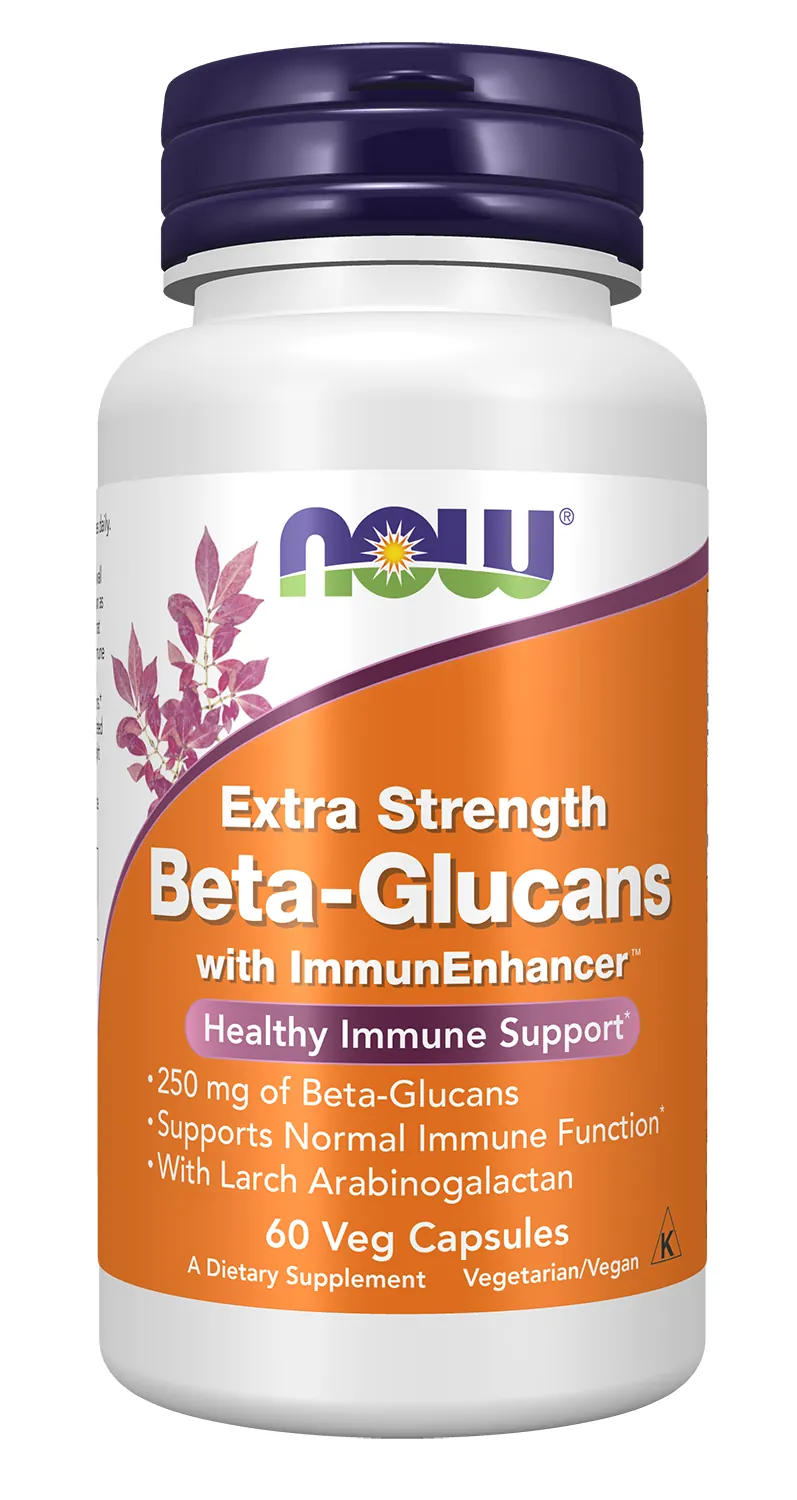 now®
Extra Strength
Beta-Glucans
with ImmunEnhancer™
Healthy Immune Support*
•250 mg of Beta-Glucans
•Supports Normal Immune Function*
•With Larch Arabinogalactan
60 Veg Capsules
K
A Dietary Supplement Vegetarian/Vegan
daily.